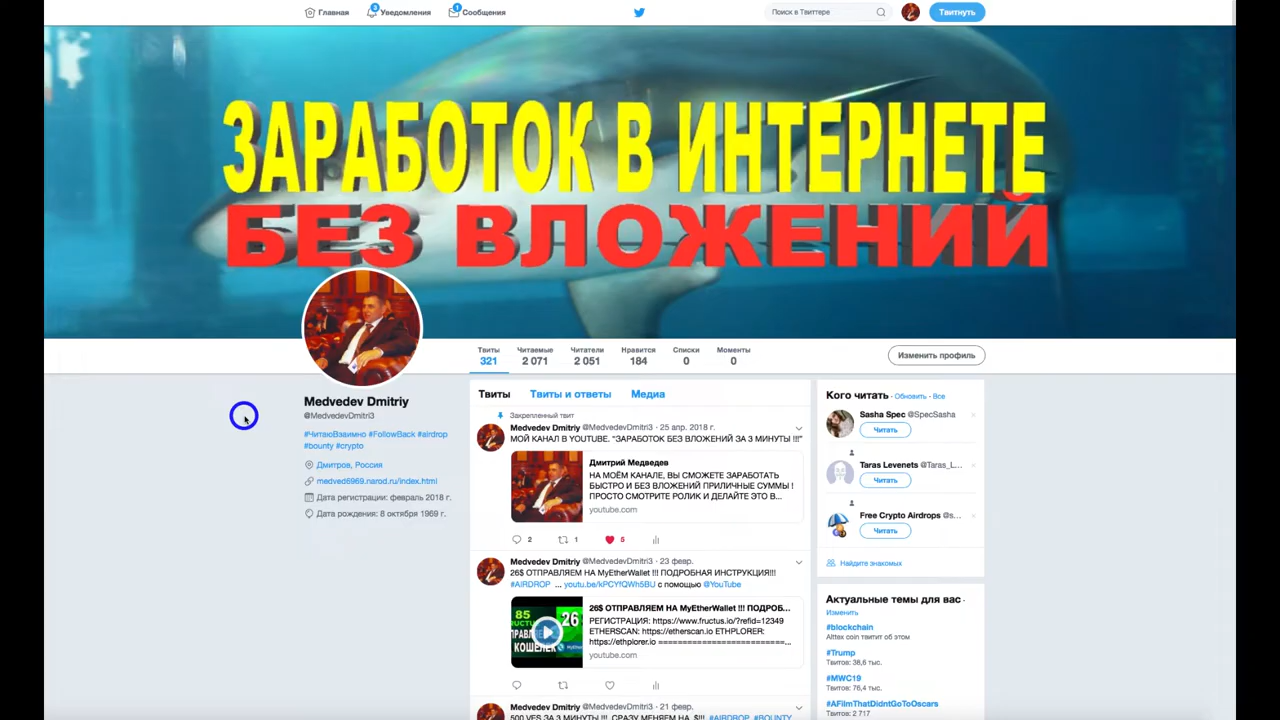 Главная
3
Уведомления
1
Сообщения
Поиск в Твиттере
Твитнуть
ЗАРАБОТОК В ИНТЕРНЕТЕ
БЕЗ ВЛОЖЕНИЙ
Твиты
321
Читаемые
2 071
Читатели
2 051
Нравится
184
Списки
0
Моменты
0
Изменить профиль
Medvedev Dmitriy
@MedvedevDmitri3
#ЧитаюВзаимно #FollowBack #airdrop
#bounty #crypto
Дмитров, Россия
medved6969.narod.ru/index.html
Дата регистрации: февраль 2018 г.
Дата рождения: 8 октября 1969 г.
Твиты
Твиты и ответы
Медиа
Закрепленный твит
Medvedev Dmitriy @MedvedevDmitri3 · 25 апр. 2018 г.
МОЙ КАНАЛ В YOUTUBE. "ЗАРАБОТОК БЕЗ ВЛОЖЕНИЙ ЗА 3 МИНУТЫ !!!"
Дмитрий Медведев
НА МОЁМ КАНАЛЕ, ВЫ СМОЖЕТЕ ЗАРАБОТАТЬ
БЫСТРО И БЕЗ ВЛОЖЕНИЙ ПРИЛИЧНЫЕ СУММЫ !
ПРОСТО СМОТРИТЕ РОЛИК И ДЕЛАЙТЕ ЭТО В...
youtube.com
2
1
5
Medvedev Dmitriy @MedvedevDmitri3 · 23 февр.
26$ ОТПРАВЛЯЕМ НА MyEtherWallet !!! ПОДРОБНАЯ ИНСТРУКЦИЯ!!!
#AIRDROP ... youtu.be/kPCYfQWh5BU с помощью @YouTube
85
26
26$ ОТПРАВЛЯЕМ НА MyEtherWallet !!! ПОДРОБ...
РЕГИСТРАЦИЯ: https://www.fructus.io/?refid=12349
ETHERSCAN: https://etherscan.io ETHPLORER:
https://ethplorer.io ===========================...
youtube.com
Medvedev Dmitriy @MedvedevDmitri3 · 21 февр.
500 YES ЗА 3 МИНУТЫ !!! СРАЗУ МЕНЯЕМ НА $!!! #AIRDROP #BOUNTY
Кого читать · Обновить · Все
Sasha Spec @SpecSasha
Читать
Taras Levenets @Taras_L...
Читать
Free Crypto Airdrops @s...
Читать
Найдите знакомых
Актуальные темы для вас ·
Изменить
#blockchain
Alttex coin твитит об этом
#Trump
Твитов: 38,6 тыс.
#MWC19
Твитов: 76,4 тыс.
#AFilmThatDidntGoToOscars
Твитов: 2 717